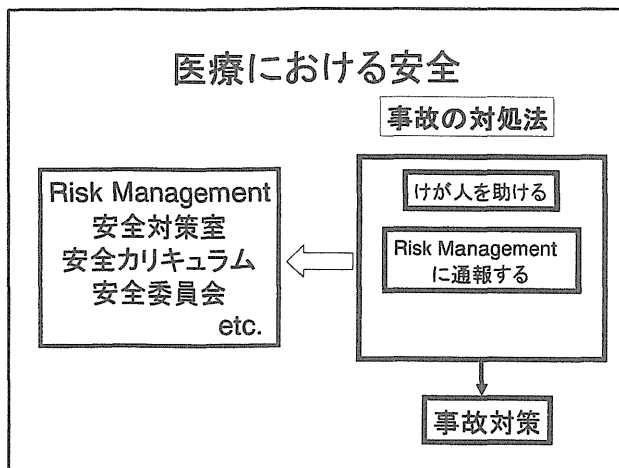 医療における安全
事故の対処法
けが人を助ける
Risk Management
に通報する
Risk Management
安全対策室
安全カリキュラム
安全委員会
etc.
事故対策